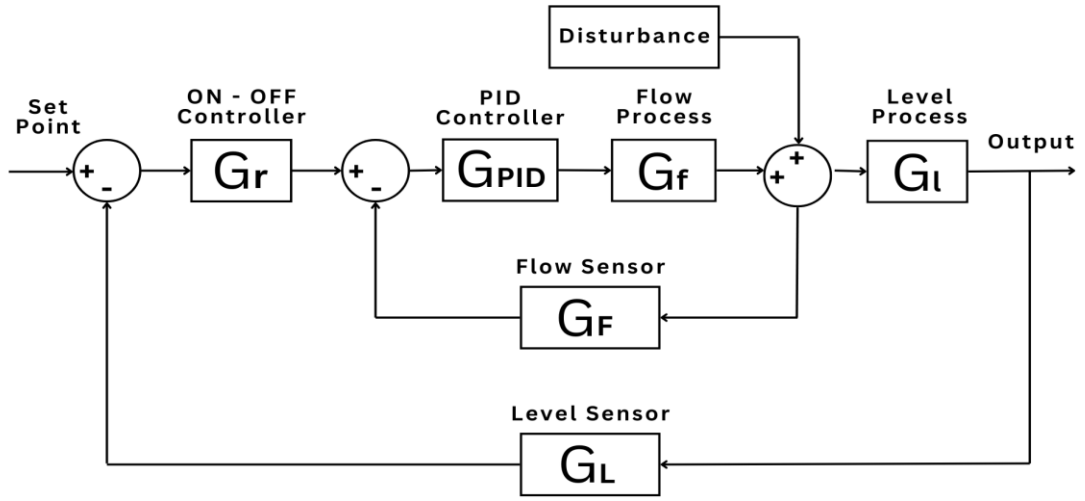 Disturbance
Set
Point
ON - OFF
Controller
PID
Controller
Flow
Process
Level
Process
Output
+
-
Gr
+
-
GPID
Gf
+
+
Gl
Flow Sensor
GF
Level Sensor
GL